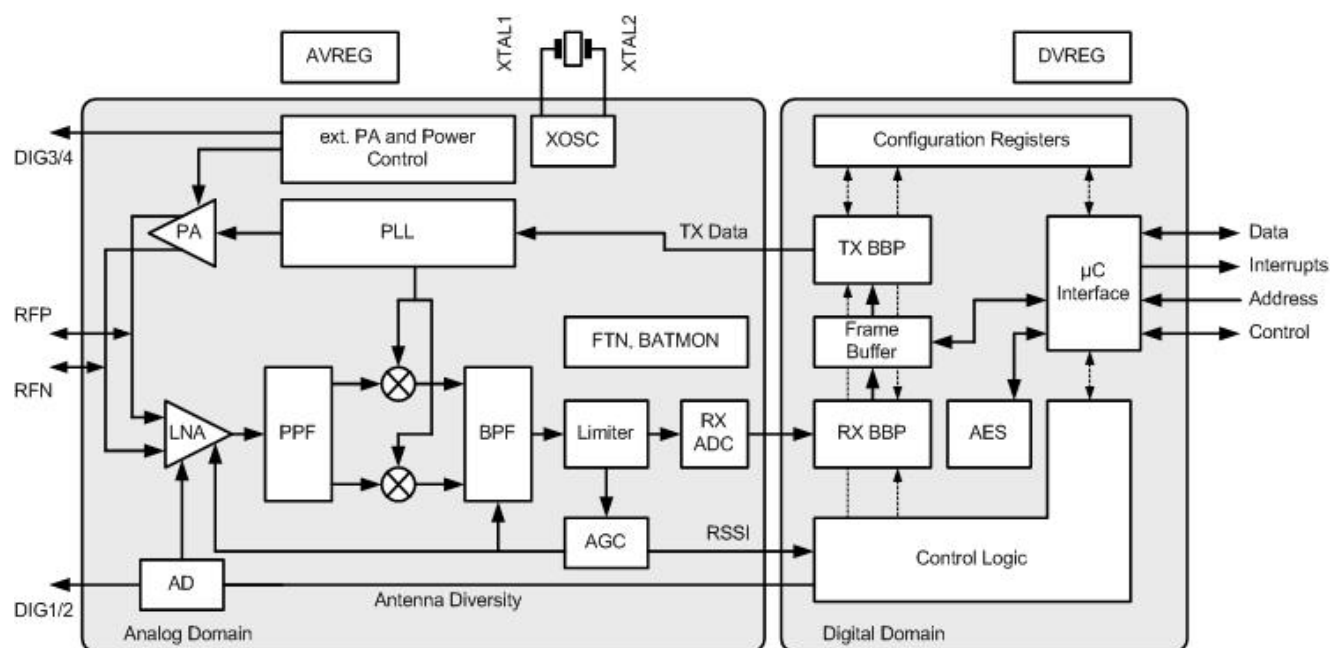 AVREG
XTAL1
XTAL2
DVREG
ext. PA and Power
Control
XOSC
Configuration Registers
DIG3/4
PA
PLL
TX Data
TX BBP
µC
Interface
Data
Interrupts
Address
Control
RFP
RFN
FTN, BATMON
Frame
Buffer
LNA
PPF
BPF
Limiter
RX
ADC
RX BBP
AES
AGC
RSSI
Control Logic
AD
DIG1/2
Antenna Diversity
Analog Domain
Digital Domain